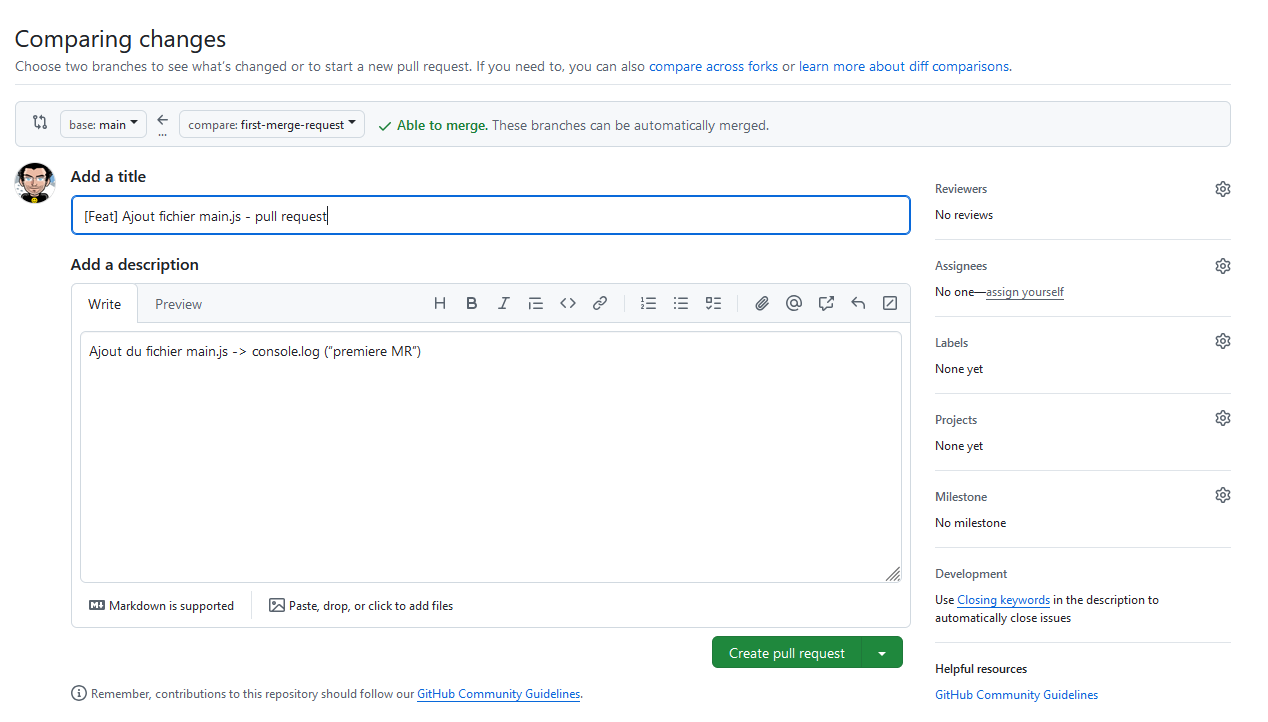 Comparing changes
Choose two branches to see what's changed or to start a new pull request. If you need to, you can also compare across forks or learn more about diff comparisons.
base: main ... compare: first-merge-request Able to merge. These branches can be automatically merged.
Add a title
[Feat] Ajout fichier main.js - pull request
Add a description
Write Preview
Ajout du fichier main.js -> console.log (“premiere MR”)
Markdown is supported Paste, drop, or click to add files
Create pull request
Remember, contributions to this repository should follow our GitHub Community Guidelines.
Reviewers
No reviews
Assignees
No one—assign yourself
Labels
None yet
Projects
None yet
Milestone
No milestone
Development
Use Closing keywords in the description to
automatically close issues
Helpful resources
GitHub Community Guidelines